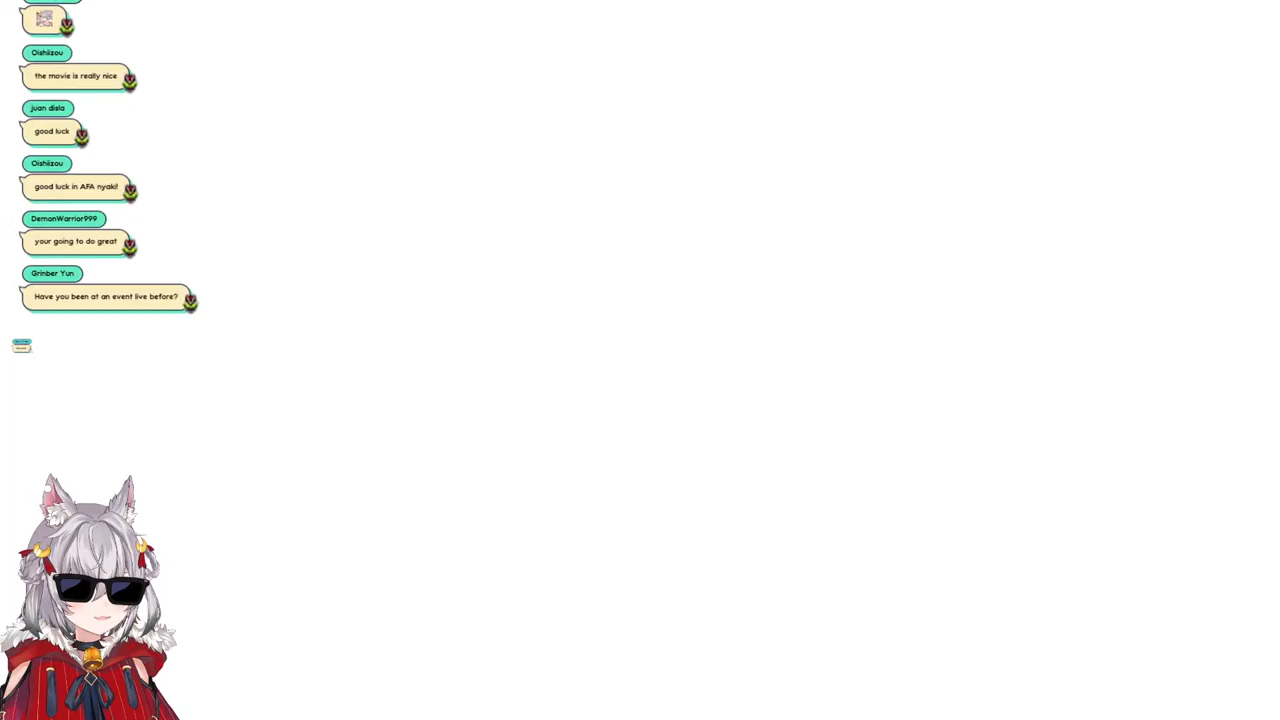 Oishiizou
the movie is really nice
juan disla
good luck
Oishiizou
good luck in AFA nyaki!
DemonWarrior999
your going to do great
Grinber Yun
Have you been at an event live before?